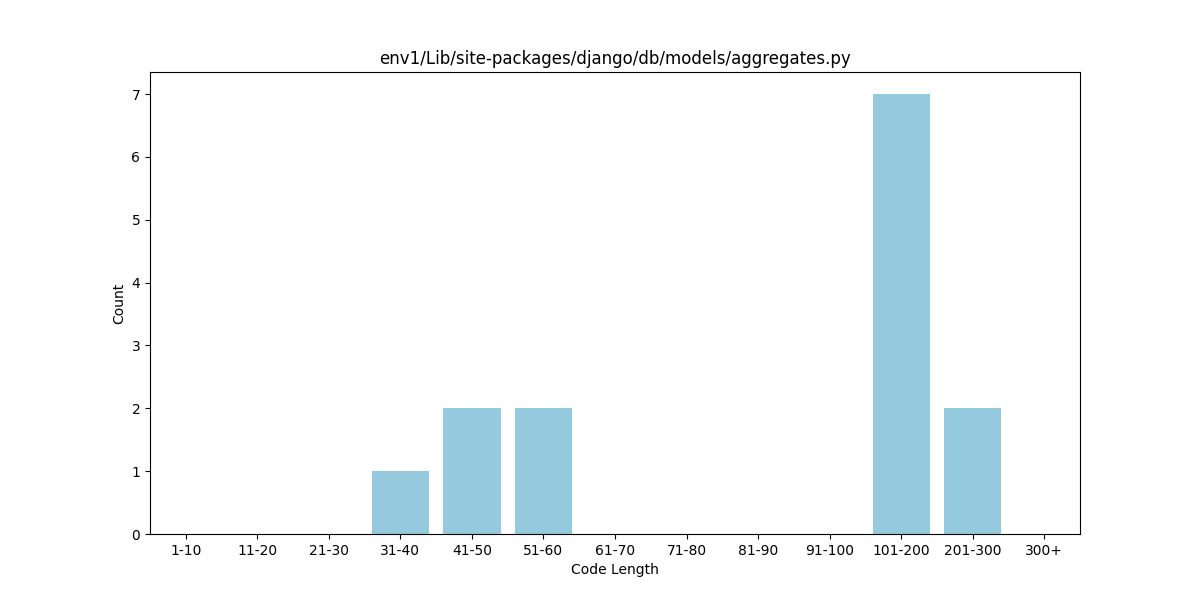 env1/Lib/site-packages/django/db/models/aggregates.py
7
6
5
4
3
2
1
0
Count
1-10 11-20 21-30 31-40 41-50 51-60 61-70 71-80 81-90 91-100 101-200 201-300 300+
Code Length